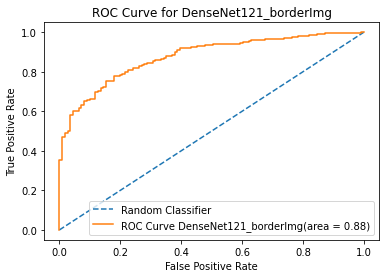 ROC Curve for DenseNet121_borderImg
True Positive Rate
1.0
0.8
0.6
0.4
0.2
0.0
Random Classifier
ROC Curve DenseNet121_borderImg(area = 0.88)
0.0 0.2 0.4 0.6 0.8 1.0
False Positive Rate